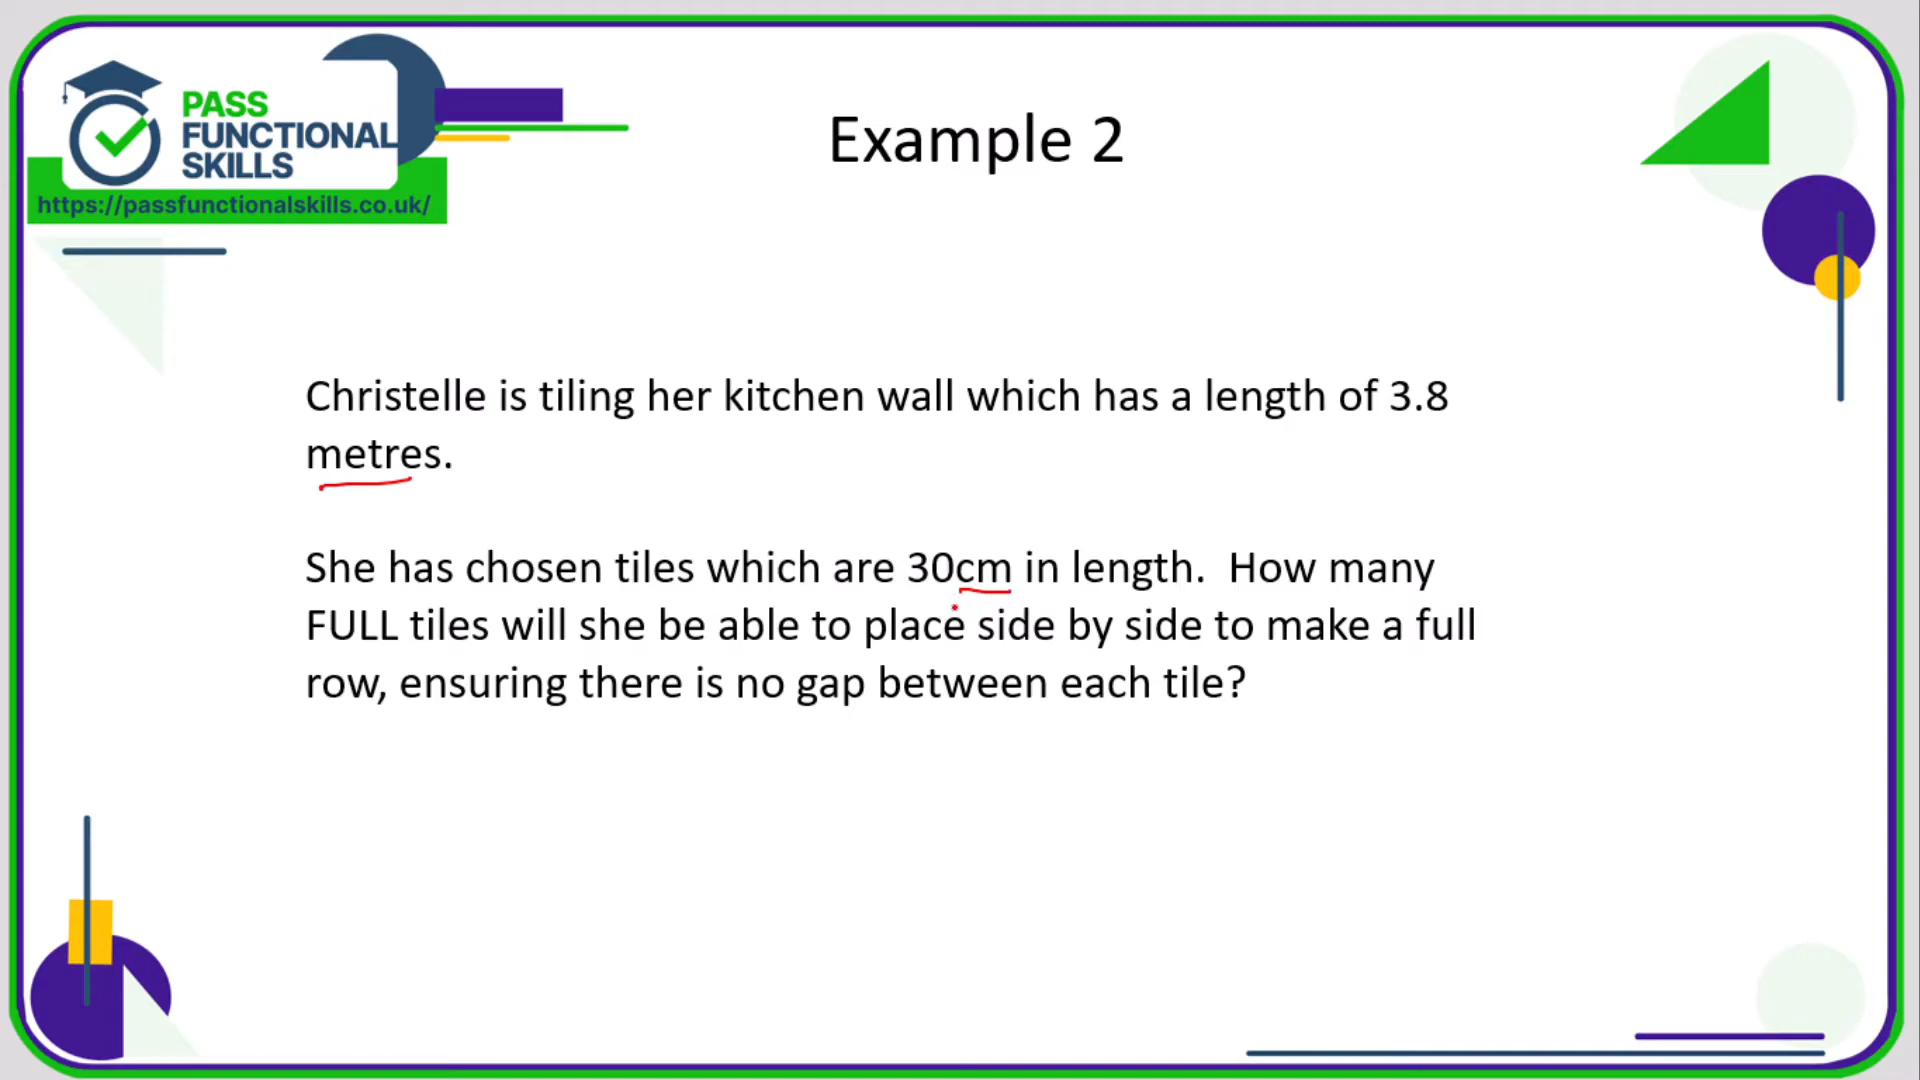 PASS
FUNCTIONAL
SKILLS
https://passfunctionalskills.co.uk/
Example 2
Christelle is tiling her kitchen wall which has a length of 3.8
metres.
She has chosen tiles which are 30cm in length.  How many
FULL tiles will she be able to place side by side to make a full
row, ensuring there is no gap between each tile?